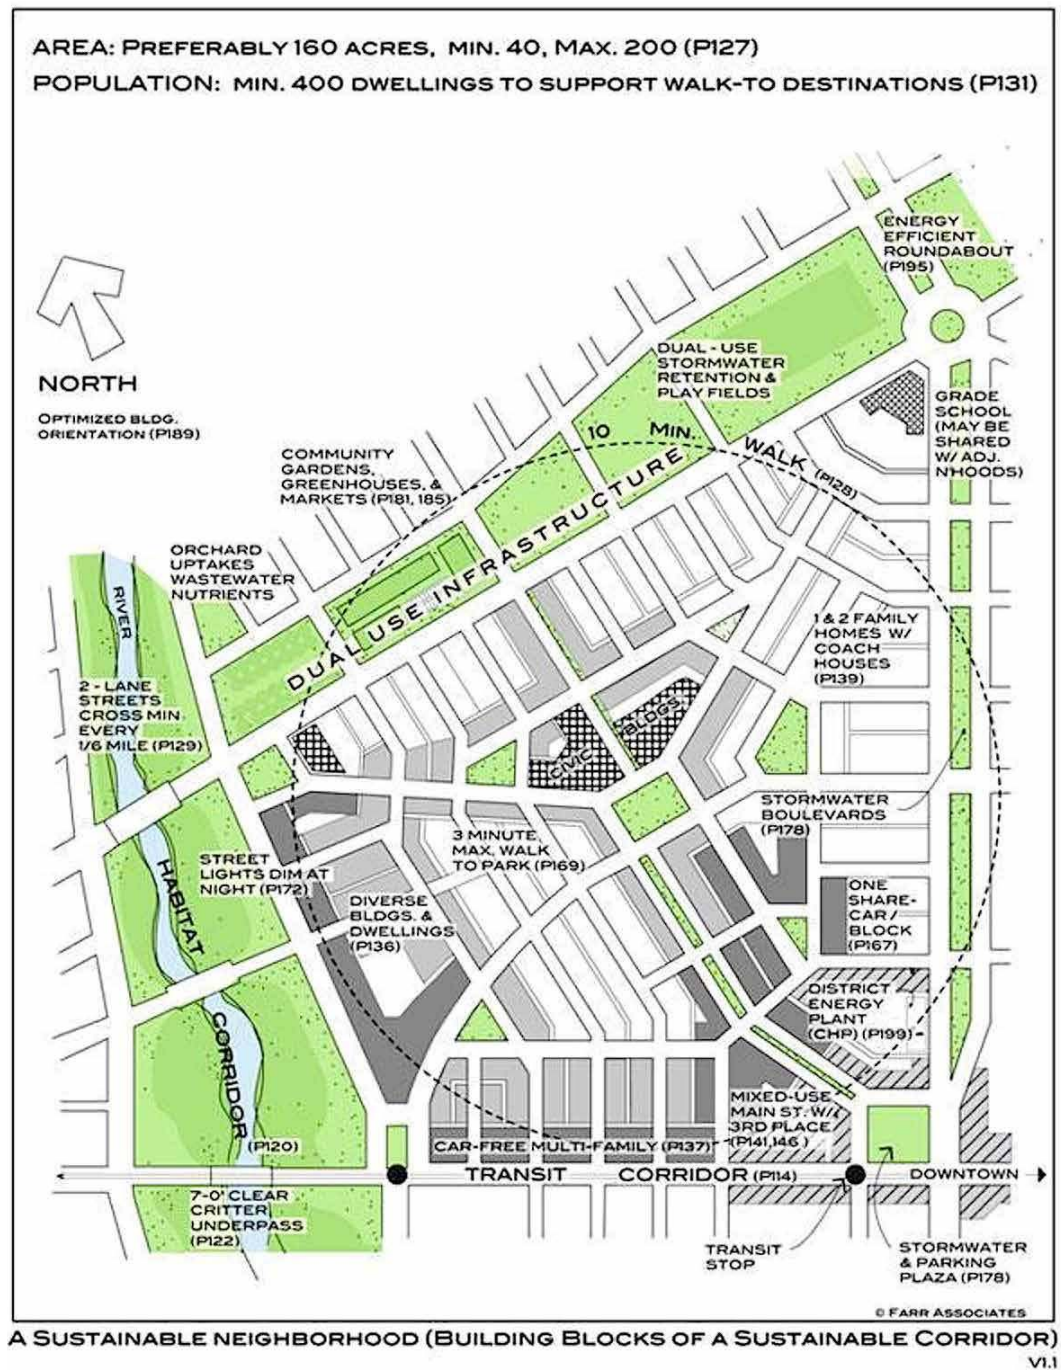 AREA: PREFERABLY 160 ACRES, MIN. 40, MAX. 200 (P127)
POPULATION: MIN. 400 DWELLINGS TO SUPPORT WALK-TO DESTINATIONS (P131)
ENERGY
EFFICIENT
ROUNDABOUT
(P195)
NORTH
OPTIMIZED BLDG.
ORIENTATION (P189)
DUAL - USE
STORMWATER
RETENTION &
PLAY FIELDS
GRADE
SCHOOL
(MAY BE
SHARED
W/ ADJ.
N'HOODS)
10 MIN. WALK (P128)
COMMUNITY
GARDENS,
GREENHOUSES, &
MARKETS (P181, 185)
DUAL USE INFRASTRUCTURE
ORCHARD
UPTAKES
WASTEWATER
NUTRIENTS
RIVER
1 & 2 FAMILY
HOMES W/
COACH
HOUSES
(P139)
2 - LANE
STREETS
CROSS MIN.
EVERY
1/6 MILE (P129)
CIVIC BLDGS.
STORMWATER
BOULEVARDS
(P178)
3 MINUTE
MAX. WALK
TO PARK (P169)
STREET
LIGHTS DIM AT
NIGHT (P172)
HABITAT CORRIDOR (P120)
DIVERSE
BLDGS. &
DWELLINGS
(P136)
ONE
SHARE-
CAR /
BLOCK
(P167)
DISTRICT
ENERGY
PLANT
(CHP) (P199)
MIXED-USE
MAIN ST. W/
3RD PLACE
(P141,146)
CAR-FREE MULTI-FAMILY (P137)
TRANSIT CORRIDOR (P114)
DOWNTOWN
7-0" CLEAR
CRITTER
UNDERPASS
(P122)
TRANSIT
STOP
STORMWATER
& PARKING
PLAZA (P178)
© FARR ASSOCIATES
A SUSTAINABLE NEIGHBORHOOD (BUILDING BLOCKS OF A SUSTAINABLE CORRIDOR)
V1.1